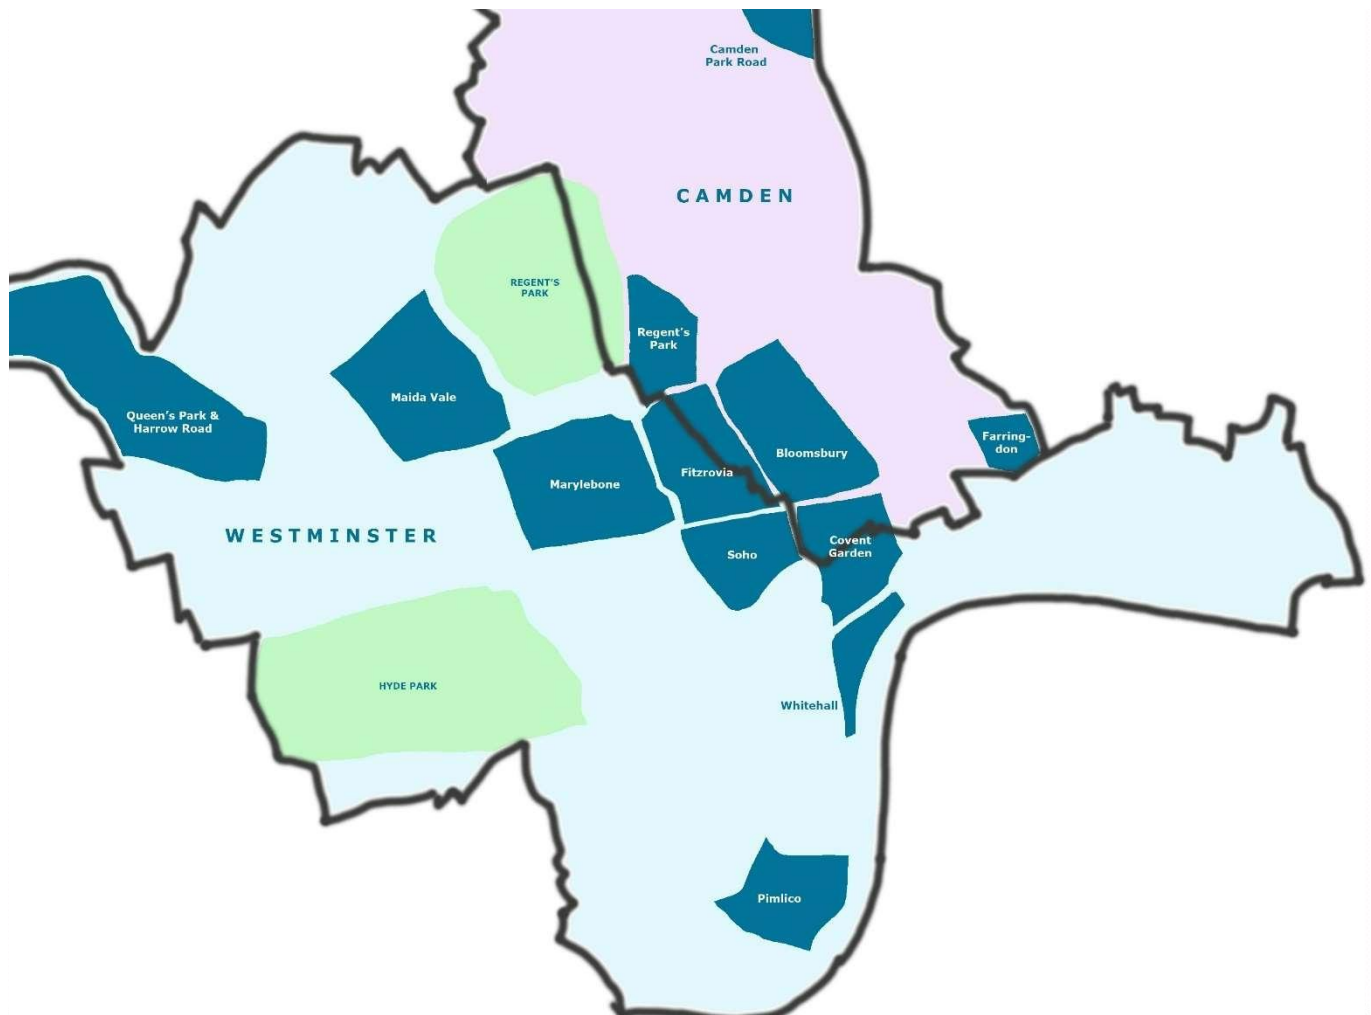 Camden
Park Road
CAMDEN
REGENT'S
PARK
Regent's
Park
Maida Vale
Queen's Park &
Harrow Road
Farring-
don
Bloomsbury
Fitzrovia
Marylebone
WESTMINSTER
Covent
Garden
Soho
HYDE PARK
Whitehall
Pimlico